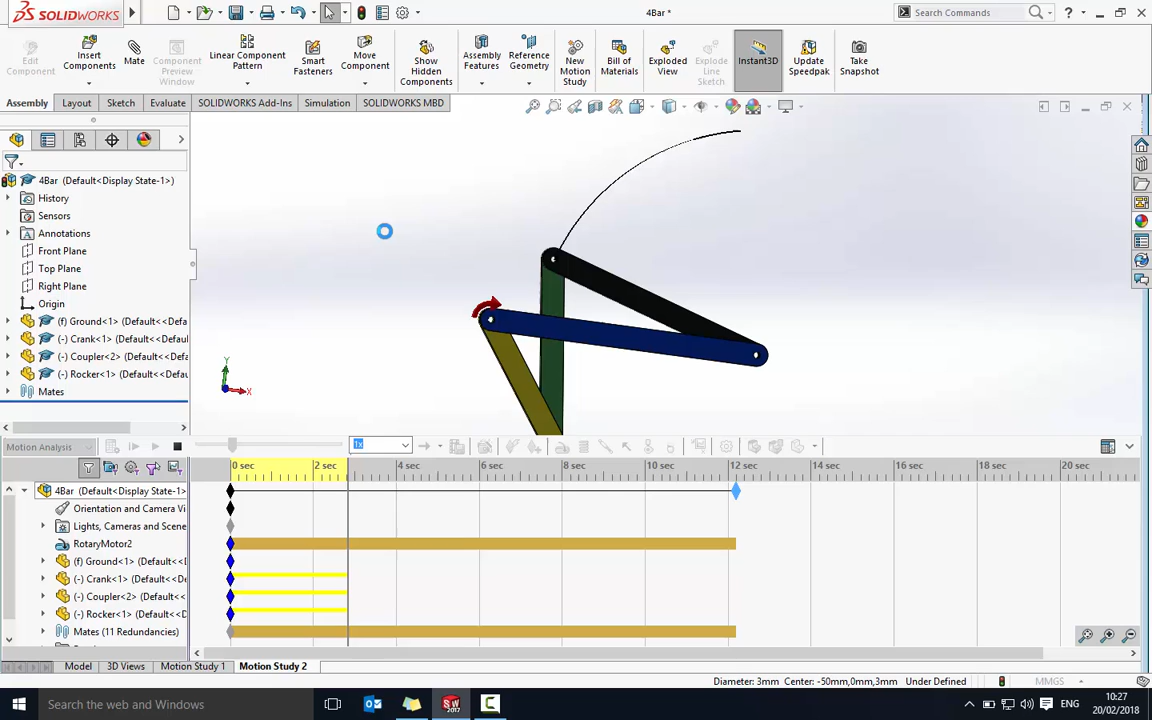 SOLIDWORKS
4Bar *
Search Commands
Edit
Component
Insert
Components
Mate
Component
Preview
Window
Linear Component
Pattern
Smart
Fasteners
Move
Component
Show
Hidden
Components
Assembly
Features
Reference
Geometry
New
Motion
Study
Bill of
Materials
Exploded
View
Explode
Line
Sketch
Instant3D
Update
Speedpak
Take
Snapshot
Assembly
Layout
Sketch
Evaluate
SOLIDWORKS Add-Ins
Simulation
SOLIDWORKS MBD
4Bar (Default<Display State-1>)
History
Sensors
Annotations
Front Plane
Top Plane
Right Plane
Origin
(f) Ground<1> (Default<<Defa
(-) Crank<1> (Default<<Defau
(-) Coupler<2> (Default<<Def
(-) Rocker<1> (Default<<Defa
Mates
Y
X
Motion Analysis
1x
0 sec
2 sec
4 sec
6 sec
8 sec
10 sec
12 sec
14 sec
16 sec
18 sec
20 sec
4Bar (Default<Display State-1>
Orientation and Camera Vi
Lights, Cameras and Scene
RotaryMotor2
(f) Ground<1> (Default<<D
(-) Crank<1> (Default<<Def
(-) Coupler<2> (Default<<D
(-) Rocker<1> (Default<<D
Mates (11 Redundancies)
Model
3D Views
Motion Study 1
Motion Study 2
Diameter: 3mm Center: -50mm,0mm,3mm Under Defined
MMGS
Search the web and Windows
SW
2017
ENG
10:27
20/02/2018